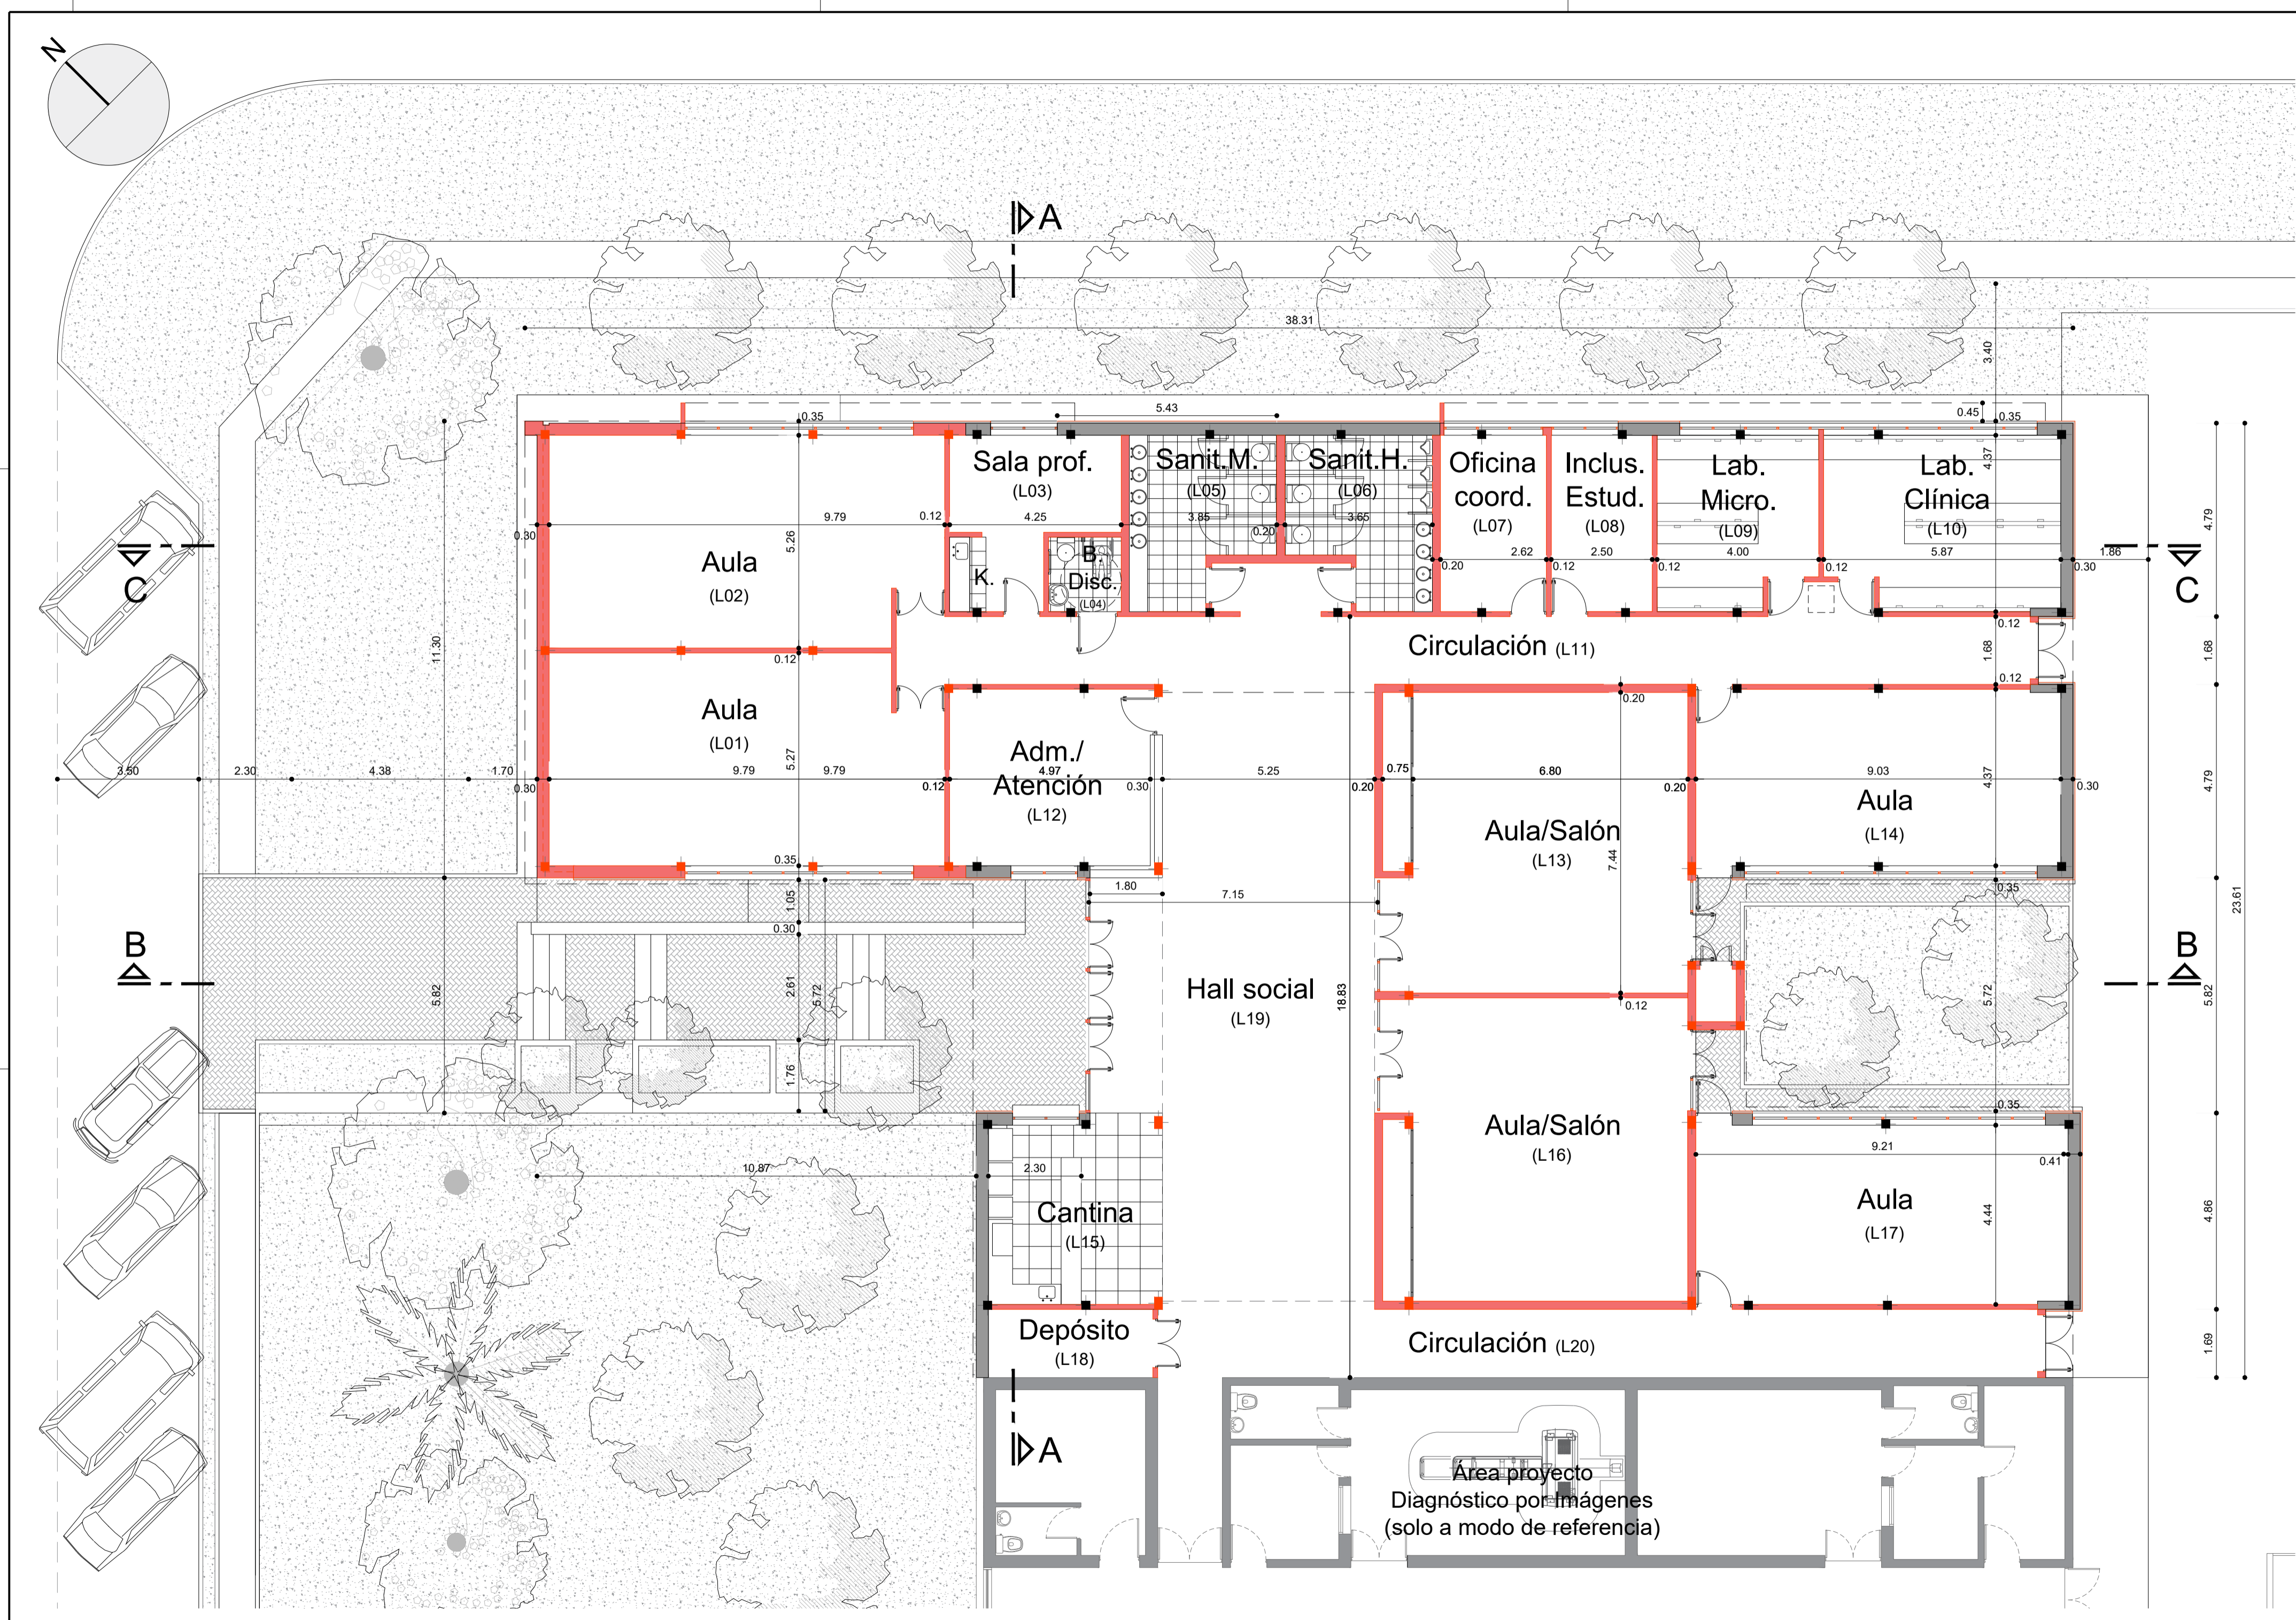 N
A
38.31
3.40
0.35
5.43
0.45
0.35
Sala prof.
(L03)
Sanit.M.
(L05)
Sanit.H.
(L06)
Oficina
coord.
(L07)
Inclus.
Estud.
(L08)
Lab.
Micro.
(L09)
Lab.
Clínica
(L10)
4.37
4.79
9.79
0.12
4.25
3.85
0.20
3.65
0.30
5.26
C
Aula
(L02)
K.
B.
Disc.
(L04)
0.20
2.62
0.12
2.50
0.12
4.00
0.12
5.87
0.30
1.86
C
11.30
0.12
Circulación (L11)
0.12
1.68
0.12
1.68
Aula
(L01)
5.27
Adm./
Atención
(L12)
0.20
3.50
2.30
4.38
1.70
0.30
9.79
9.79
0.12
4.97
0.30
5.25
0.20
0.75
6.80
0.20
9.03
4.37
0.30
4.79
Aula/Salón
(L13)
7.44
Aula
(L14)
0.35
1.80
7.15
0.35
23.61
1.05
0.30
B
5.82
2.61
5.72
1.76
Hall social
(L19)
18.83
0.12
5.72
5.82
B
0.35
10.87
2.30
Cantina
(L15)
Aula/Salón
(L16)
9.21
0.41
Aula
(L17)
4.44
4.86
Depósito
(L18)
Circulación (L20)
1.69
A
Área proyecto
Diagnóstico por Imágenes
(solo a modo de referencia)